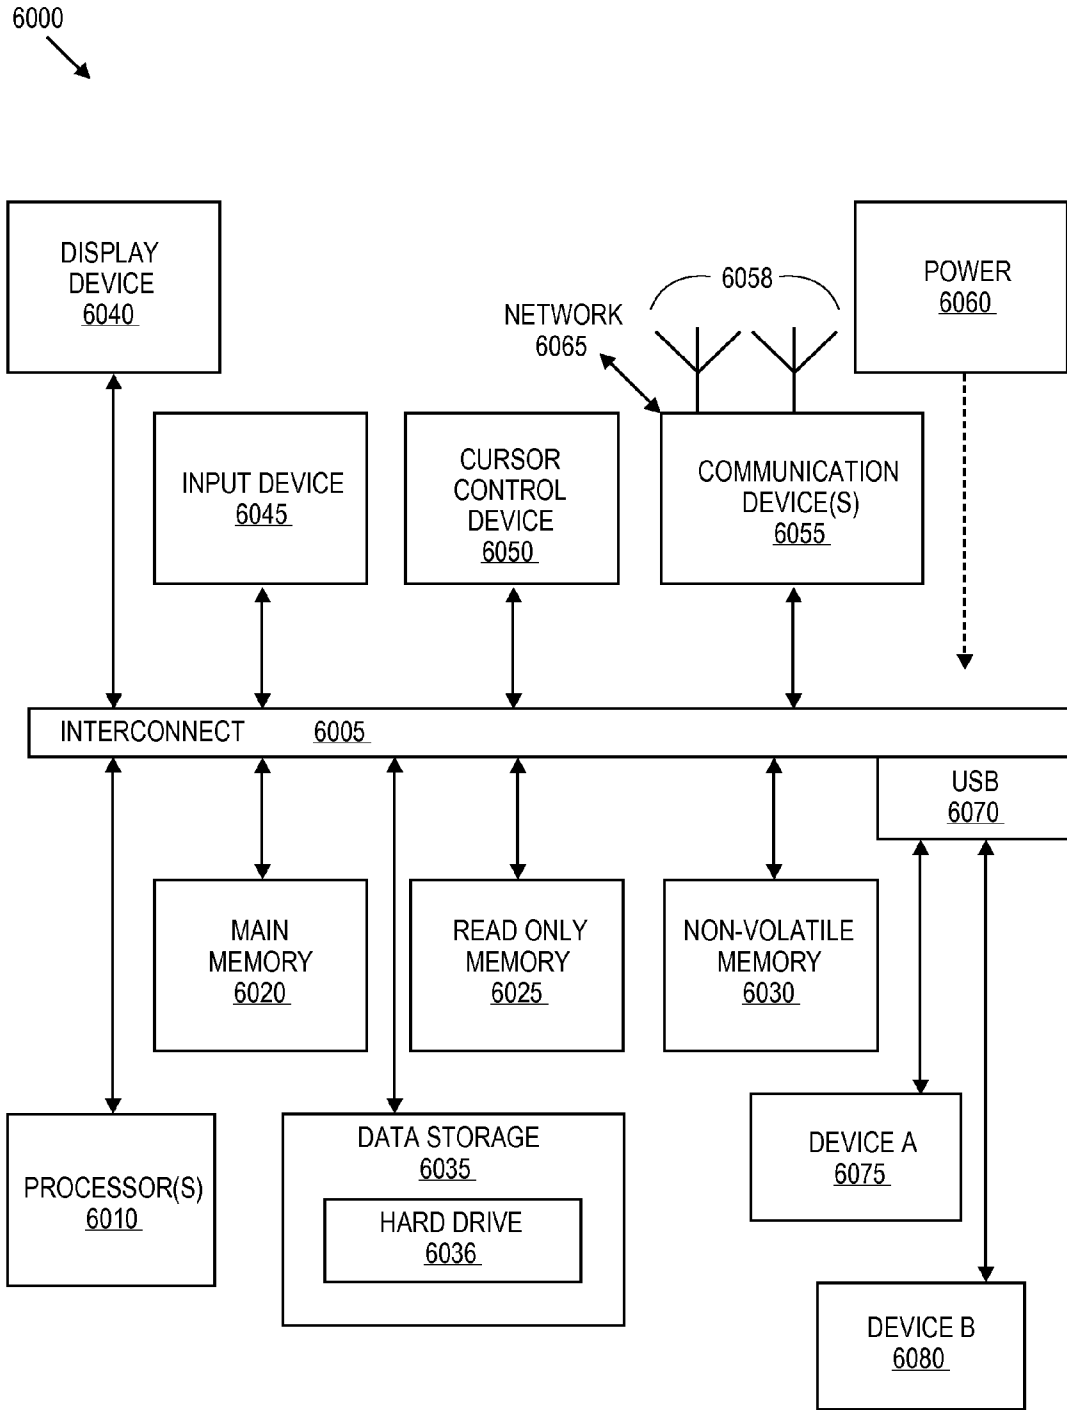 6000
DISPLAY
DEVICE
6040
6058
POWER
6060
NETWORK
6065
INPUT DEVICE
6045
CURSOR
CONTROL
DEVICE
6050
COMMUNICATION
DEVICE(S)
6055
INTERCONNECT 6005
USB
6070
MAIN
MEMORY
6020
READ ONLY
MEMORY
6025
NON-VOLATILE
MEMORY
6030
PROCESSOR(S)
6010
DATA STORAGE
6035
HARD DRIVE
6036
DEVICE A
6075
DEVICE B
6080